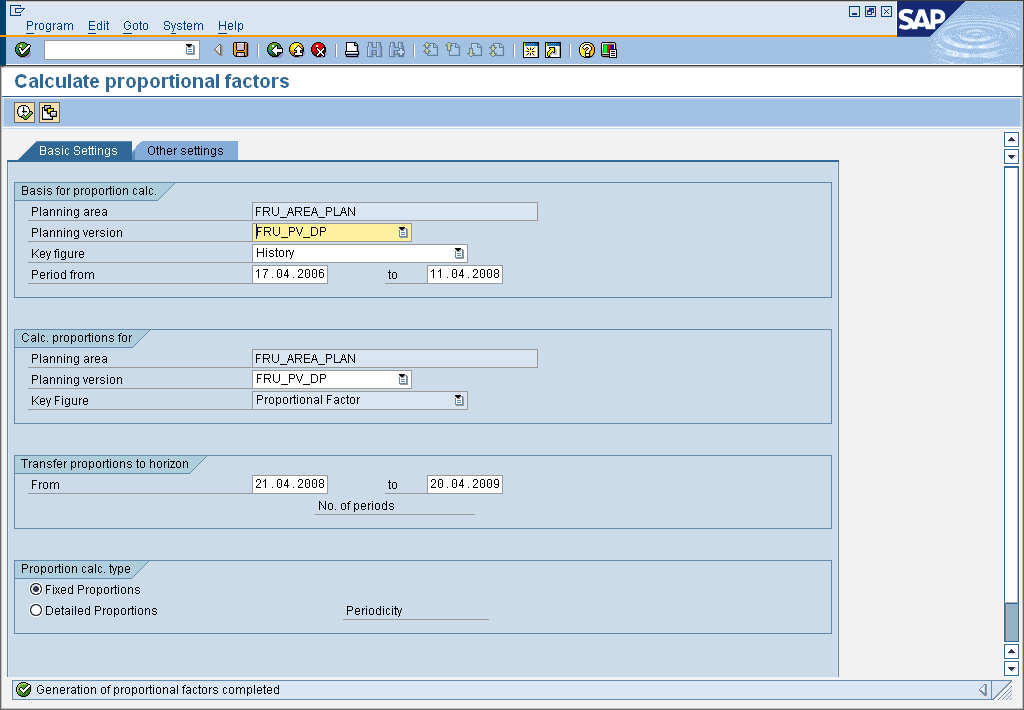 Program Edit Goto System Help
SAP
Calculate proportional factors
Basic Settings Other settings
Basis for proportion calc.
Planning area FRU_AREA_PLAN
Planning version FRU_PV_DP
Key figure History
Period from 17.04.2006 to 11.04.2008
Calc. proportions for
Planning area FRU_AREA_PLAN
Planning version FRU_PV_DP
Key Figure Proportional Factor
Transfer proportions to horizon
From 21.04.2008 to 20.04.2009
No. of periods
Proportion calc. type
Fixed Proportions
Detailed Proportions Periodicity
Generation of proportional factors completed